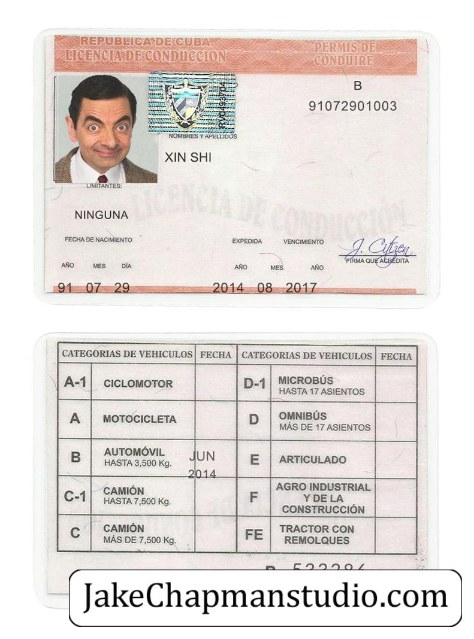 REPUBLICA DE CUBA
LICENCIA DE CONDUCCION
PERMIS DE
CONDUIRE
B
91072901003
NOMBRES Y APELLIDOS
XIN SHI
LIMITANTES:
NINGUNA
LICENCIA DE CONDUCCION
FECHA DE NACIMIENTO
EXPEDIDA VENCIMIENTO
J. Citizen
FIRMA QUE ACREDITA
AÑO MES DÍA AÑO MES AÑO
91 07 29 2014 08 2017
CATEGORIAS DE VEHICULOS FECHA CATEGORIAS DE VEHICULOS FECHA
A-1 CICLOMOTOR
D-1 MICROBÚS
HASTA 17 ASIENTOS
A MOTOCICLETA
D OMNIBÚS
MÁS DE 17 ASIENTOS
B AUTOMÓVIL
HASTA 3,500 Kg.
JUN
2014
E ARTICULADO
C-1 CAMIÓN
HASTA 7,500 Kg.
F AGRO INDUSTRIAL
Y DE LA
CONSTRUCCIÓN
C CAMIÓN
MÁS DE 7,500 Kg.
FE TRACTOR CON
REMOLQUES
JakeChapmanstudio.com